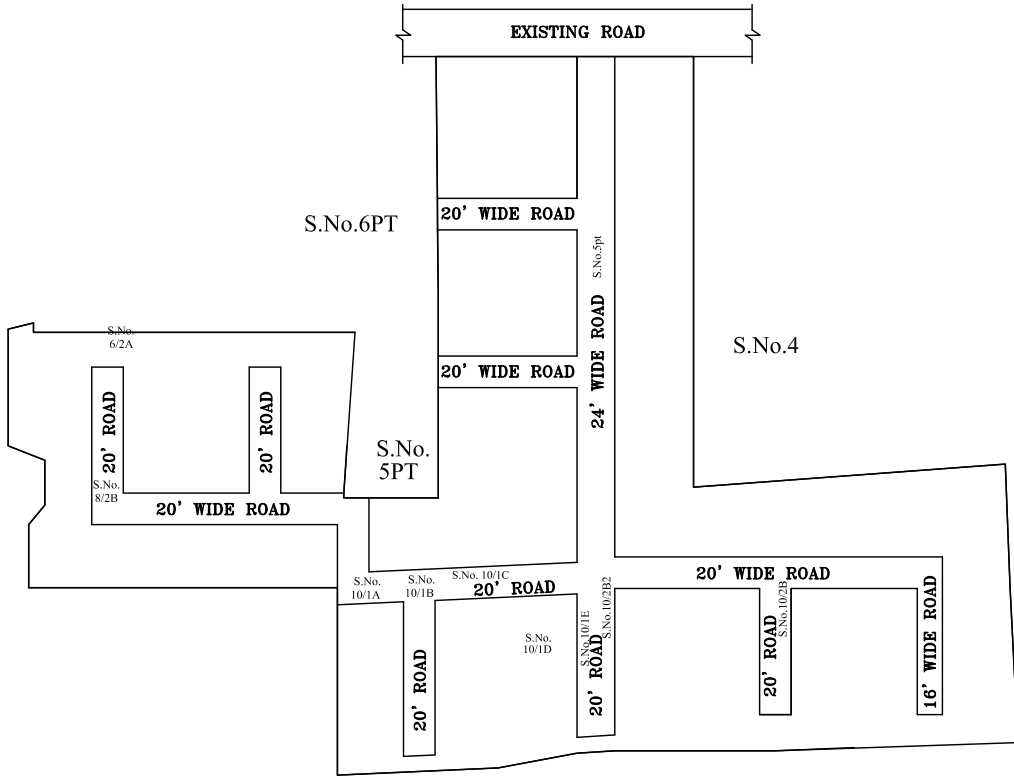 EXISTING ROAD
20' WIDE ROAD
S.No.6PT
S.No.5pt
24' WIDE ROAD
S.No.
6/2A
S.No.4
20' WIDE ROAD
20' ROAD
20' ROAD
S.No.
5PT
S.No.
8/2B
20' WIDE ROAD
S.No.
10/1A
S.No.
10/1B
S.No. 10/1C
20' ROAD
20' WIDE ROAD
S.No.10/2B2
S.No.10/2B
16' WIDE ROAD
S.No.
10/1D
S.No.10/1E
20' ROAD
20' ROAD
20' ROAD